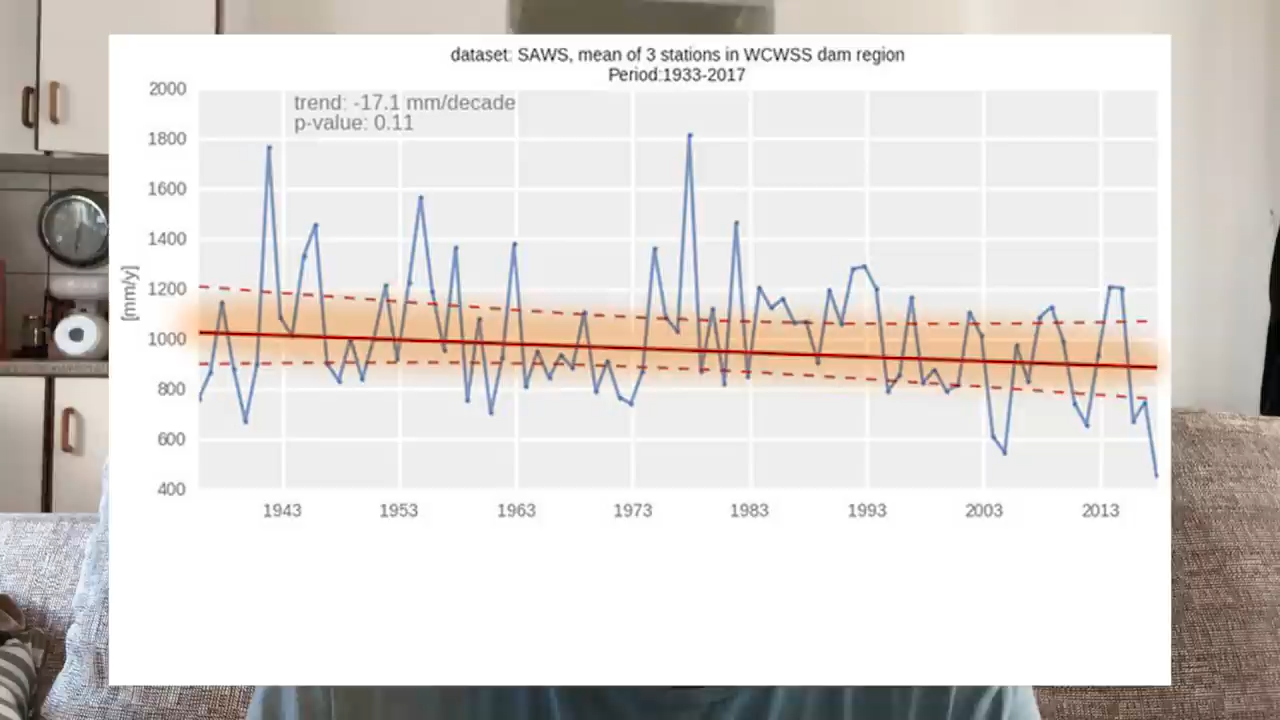 dataset: SAWS, mean of 3 stations in WCWSS dam region
Period:1933-2017
trend: -17.1 mm/decade
p-value: 0.11
[mm/y]
2000
1800
1600
1400
1200
1000
800
600
400
1943 1953 1963 1973 1983 1993 2003 2013